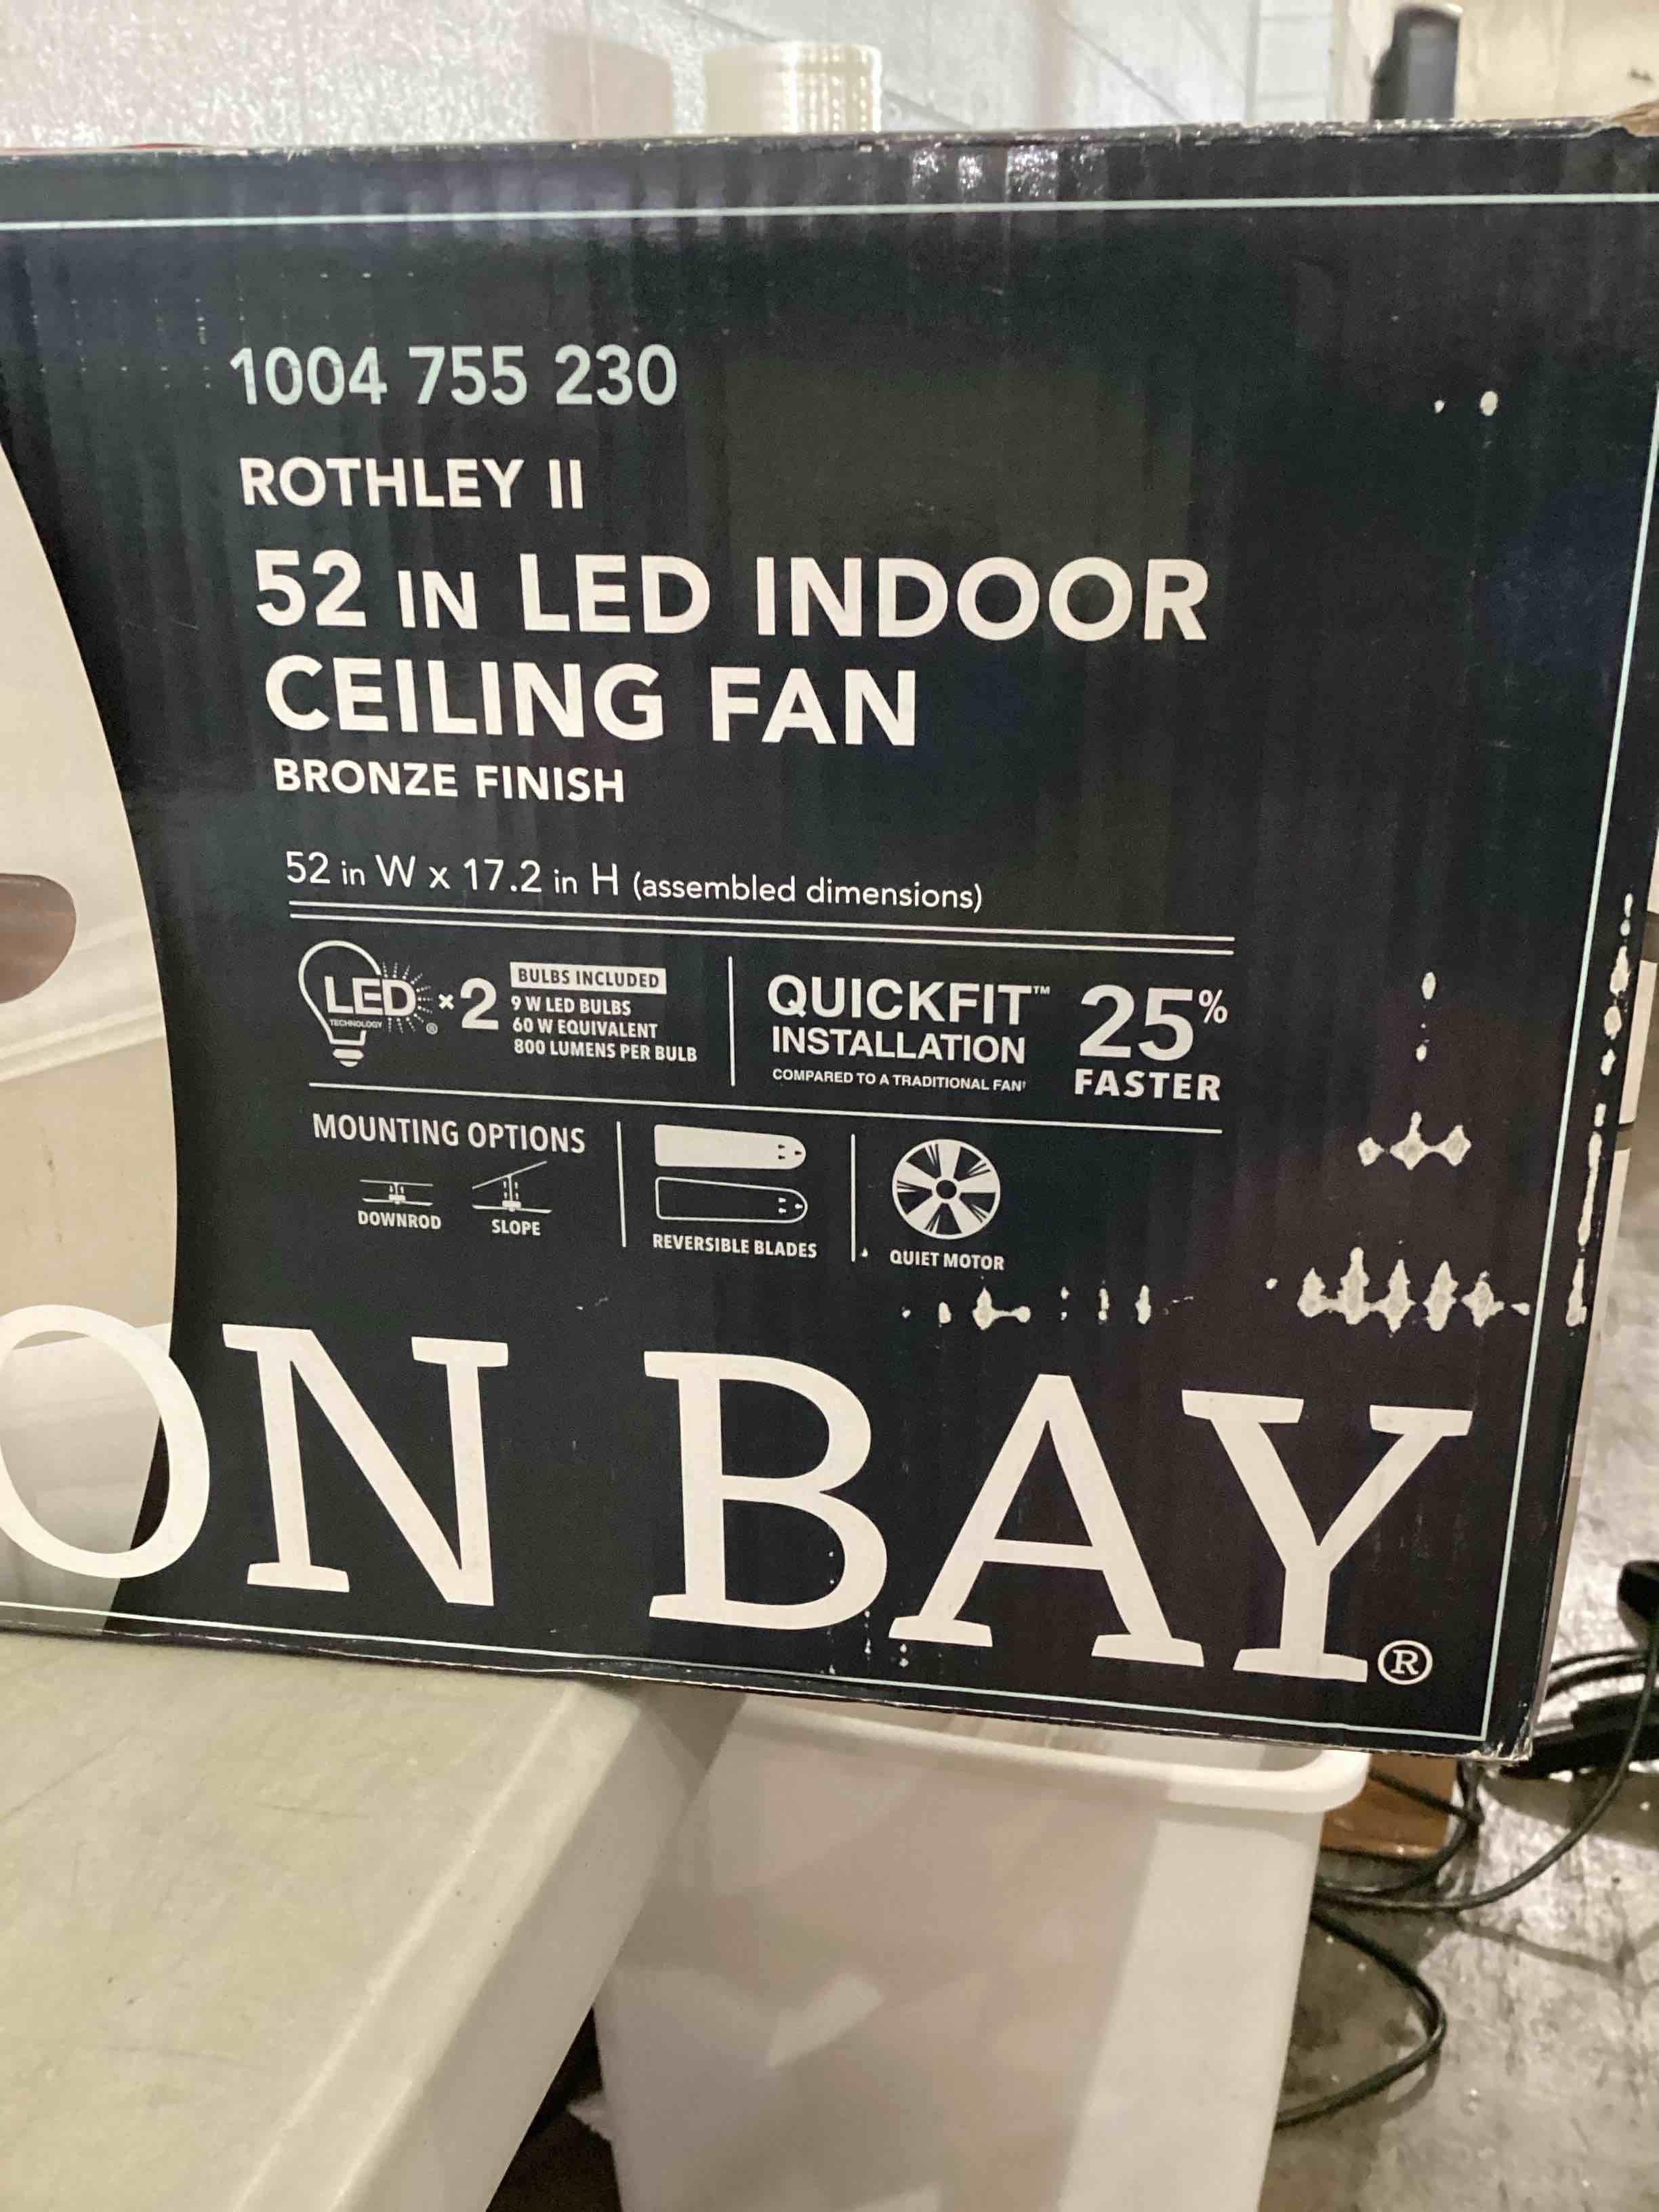 1004 755 230
ROTHLEY II
52 IN LED INDOOR
CEILING FAN
BRONZE FINISH
52 in W x 17.2 in H (assembled dimensions)
LED
TECHNOLOGY ®
× 2
BULBS INCLUDED
9 W LED BULBS
60 W EQUIVALENT
800 LUMENS PER BULB
QUICKFIT™
INSTALLATION
COMPARED TO A TRADITIONAL FAN†
25%
FASTER
MOUNTING OPTIONS
DOWNROD
SLOPE
REVERSIBLE BLADES
QUIET MOTOR
ON BAY®